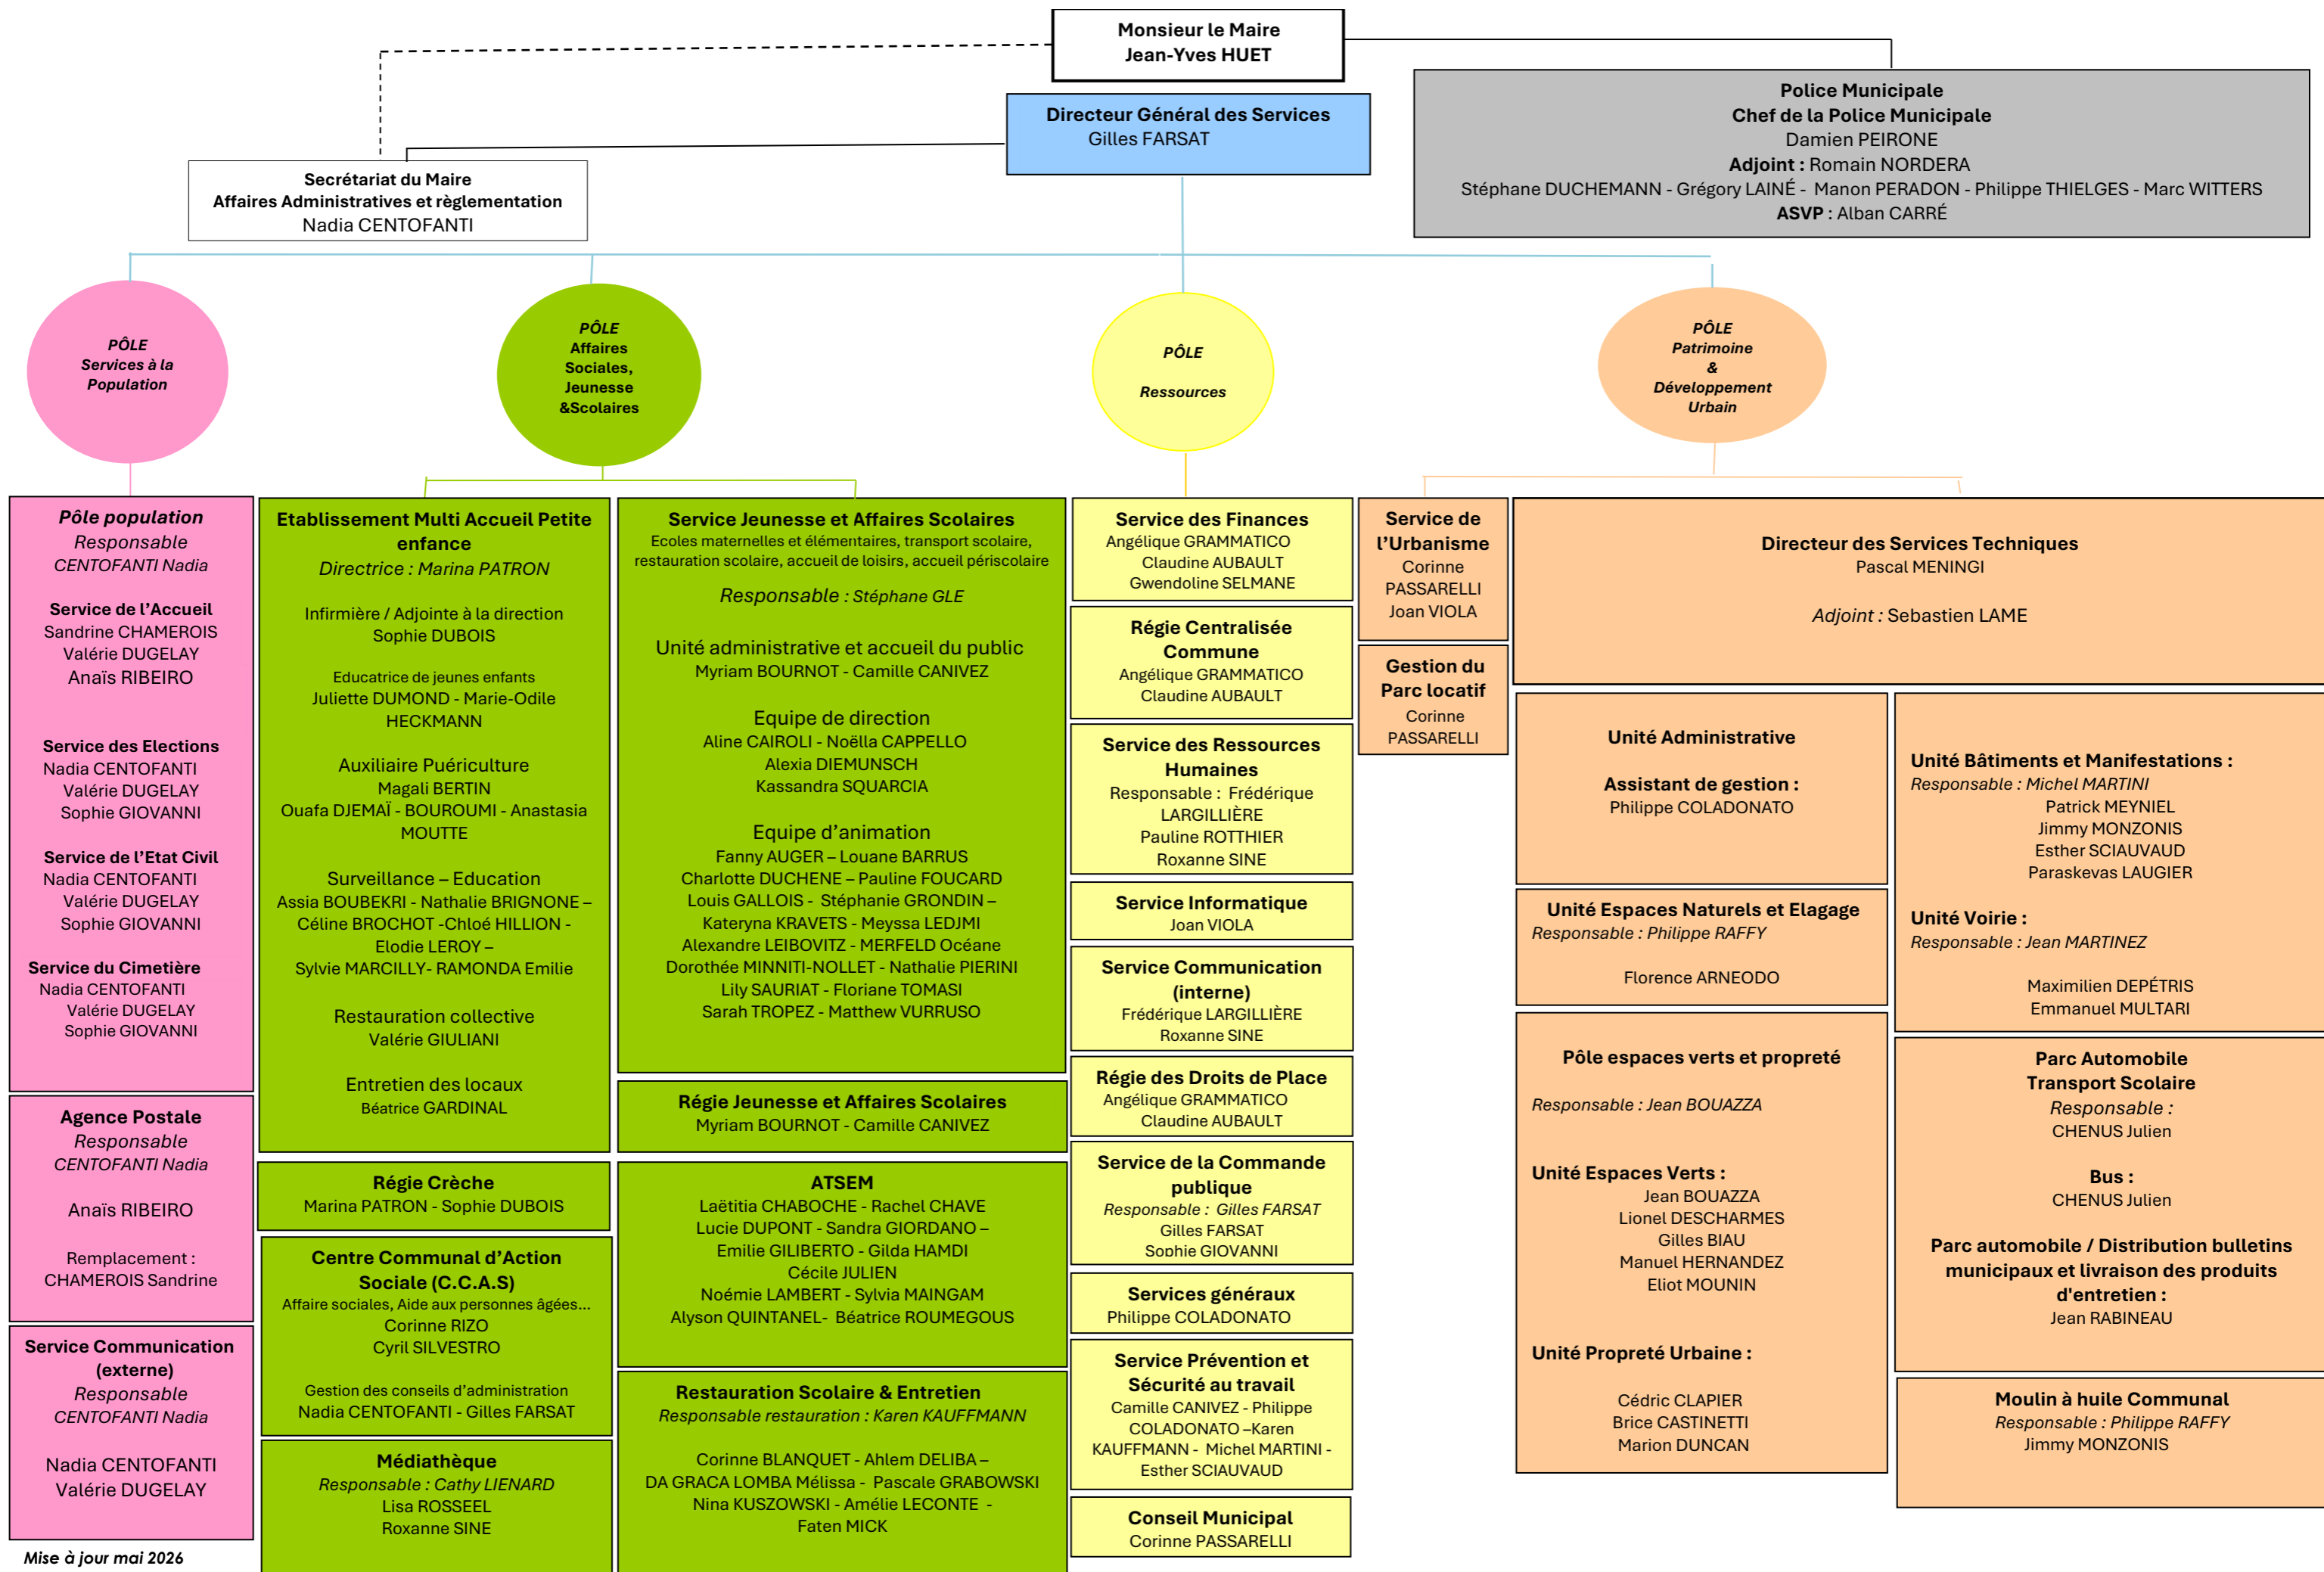 Monsieur le Maire
Jean-Yves HUET
Directeur Général des Services
Gilles FARSAT
Police Municipale
Chef de la Police Municipale
Damien PEIRONE
Adjoint : Romain NORDERA
Stéphane DUCHEMANN - Grégory LAINÉ - Manon PERADON - Philippe THIELGES - Marc WITTERS
ASVP : Alban CARRÉ
Secrétariat du Maire
Affaires Administratives et règlementation
Nadia CENTOFANTI
PÔLE
Services à la
Population
PÔLE
Affaires
Sociales,
Jeunesse
&Scolaires
PÔLE
Ressources
PÔLE
Patrimoine
&
Développement
Urbain
Pôle population
Responsable
CENTOFANTI Nadia
Service de l’Accueil
Sandrine CHAMEROIS
Valérie DUGELAY
Anaïs RIBEIRO
Service des Elections
Nadia CENTOFANTI
Valérie DUGELAY
Sophie GIOVANNI
Service de l’Etat Civil
Nadia CENTOFANTI
Valérie DUGELAY
Sophie GIOVANNI
Service du Cimetière
Nadia CENTOFANTI
Valérie DUGELAY
Sophie GIOVANNI
Agence Postale
Responsable
CENTOFANTI Nadia
Anaïs RIBEIRO
Remplacement :
CHAMEROIS Sandrine
Service Communication
(externe)
Responsable
CENTOFANTI Nadia
Nadia CENTOFANTI
Valérie DUGELAY
Mise à jour mai 2026
Etablissement Multi Accueil Petite
enfance
Directrice : Marina PATRON
Infirmière / Adjointe à la direction
Sophie DUBOIS
Educatrice de jeunes enfants
Juliette DUMOND - Marie-Odile
HECKMANN
Auxiliaire Puériculture
Magali BERTIN
Ouafa DJEMAÏ - BOUROUMI - Anastasia
MOUTTE
Surveillance – Education
Assia BOUBEKRI - Nathalie BRIGNONE –
Céline BROCHOT -Chloé HILLION -
Elodie LEROY –
Sylvie MARCILLY- RAMONDA Emilie
Restauration collective
Valérie GIULIANI
Entretien des locaux
Béatrice GARDINAL
Régie Crèche
Marina PATRON - Sophie DUBOIS
Centre Communal d’Action
Sociale (C.C.A.S)
Affaire sociales, Aide aux personnes âgées…
Corinne RIZO
Cyril SILVESTRO
Gestion des conseils d’administration
Nadia CENTOFANTI - Gilles FARSAT
Médiathèque
Responsable : Cathy LIENARD
Lisa ROSSEEL
Roxanne SINE
Service Jeunesse et Affaires Scolaires
Ecoles maternelles et élémentaires, transport scolaire,
restauration scolaire, accueil de loisirs, accueil périscolaire
Responsable : Stéphane GLE
Unité administrative et accueil du public
Myriam BOURNOT - Camille CANIVEZ
Equipe de direction
Aline CAIROLI - Noëlla CAPPELLO
Alexia DIEMUNSCH
Kassandra SQUARCIA
Equipe d’animation
Fanny AUGER – Louane BARRUS
Charlotte DUCHENE – Pauline FOUCARD
Louis GALLOIS - Stéphanie GRONDIN –
Kateryna KRAVETS - Meyssa LEDJMI
Alexandre LEIBOVITZ - MERFELD Océane
Dorothée MINNITI-NOLLET - Nathalie PIERINI
Lily SAURIAT - Floriane TOMASI
Sarah TROPEZ - Matthew VURRUSO
Régie Jeunesse et Affaires Scolaires
Myriam BOURNOT - Camille CANIVEZ
ATSEM
Laëtitia CHABOCHE - Rachel CHAVE
Lucie DUPONT - Sandra GIORDANO –
Emilie GILIBERTO - Gilda HAMDI
Cécile JULIEN
Noémie LAMBERT - Sylvia MAINGAM
Alyson QUINTANEL- Béatrice ROUMEGOUS
Restauration Scolaire & Entretien
Responsable restauration : Karen KAUFFMANN
Corinne BLANQUET - Ahlem DELIBA –
DA GRACA LOMBA Mélissa - Pascale GRABOWSKI
Nina KUSZOWSKI - Amélie LECONTE -
Faten MICK
Service des Finances
Angélique GRAMMATICO
Claudine AUBAULT
Gwendoline SELMANE
Régie Centralisée
Commune
Angélique GRAMMATICO
Claudine AUBAULT
Service des Ressources
Humaines
Responsable : Frédérique
LARGILLIÈRE
Pauline ROTTHIER
Roxanne SINE
Service Informatique
Joan VIOLA
Service Communication
(interne)
Frédérique LARGILLIÈRE
Roxanne SINE
Régie des Droits de Place
Angélique GRAMMATICO
Claudine AUBAULT
Service de la Commande
publique
Responsable : Gilles FARSAT
Gilles FARSAT
Sophie GIOVANNI
Services généraux
Philippe COLADONATO
Service Prévention et
Sécurité au travail
Camille CANIVEZ - Philippe
COLADONATO –Karen
KAUFFMANN - Michel MARTINI -
Esther SCIAUVAUD
Conseil Municipal
Corinne PASSARELLI
Service de
l’Urbanisme
Corinne
PASSARELLI
Joan VIOLA
Gestion du
Parc locatif
Corinne
PASSARELLI
Directeur des Services Techniques
Pascal MENINGI
Adjoint : Sebastien LAME
Unité Administrative
Assistant de gestion :
Philippe COLADONATO
Unité Espaces Naturels et Elagage
Responsable : Philippe RAFFY
Florence ARNEODO
Pôle espaces verts et propreté
Responsable : Jean BOUAZZA
Unité Espaces Verts :
Jean BOUAZZA
Lionel DESCHARMES
Gilles BIAU
Manuel HERNANDEZ
Eliot MOUNIN
Unité Propreté Urbaine :
Cédric CLAPIER
Brice CASTINETTI
Marion DUNCAN
Unité Bâtiments et Manifestations :
Responsable : Michel MARTINI
Patrick MEYNIEL
Jimmy MONZONIS
Esther SCIAUVAUD
Paraskevas LAUGIER
Unité Voirie :
Responsable : Jean MARTINEZ
Maximilien DEPÉTRIS
Emmanuel MULTARI
Parc Automobile
Transport Scolaire
Responsable :
CHENUS Julien
Bus :
CHENUS Julien
Parc automobile / Distribution bulletins
municipaux et livraison des produits
d'entretien :
Jean RABINEAU
Moulin à huile Communal
Responsable : Philippe RAFFY
Jimmy MONZONIS